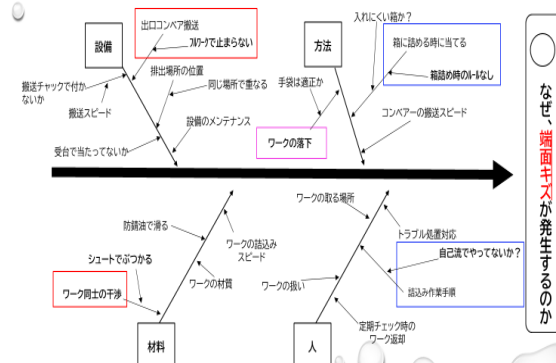 設備
出口コンベア搬送
フルワークで止まらない
排出場所の位置
同じ場所で重なる
搬送チャックで付か
ないか
搬送スピード
設備のメンテナンス
受台で当たってないか
方法
入れにくい箱か?
箱に詰める時に当てる
箱詰め時のルールなし
手袋は適正か
コンベアーの搬送スピード
ワークの落下
なぜ、端面キズが発生するのか
防錆油で滑る
ワークの詰込み
スピード
シュートでぶつかる
ワークの材質
ワーク同士の干渉
材料
ワークの取る場所
トラブル処置対応
自己流でやってないか?
ワークの扱い
詰込み作業手順
定期チェック時の
ワーク返却
人